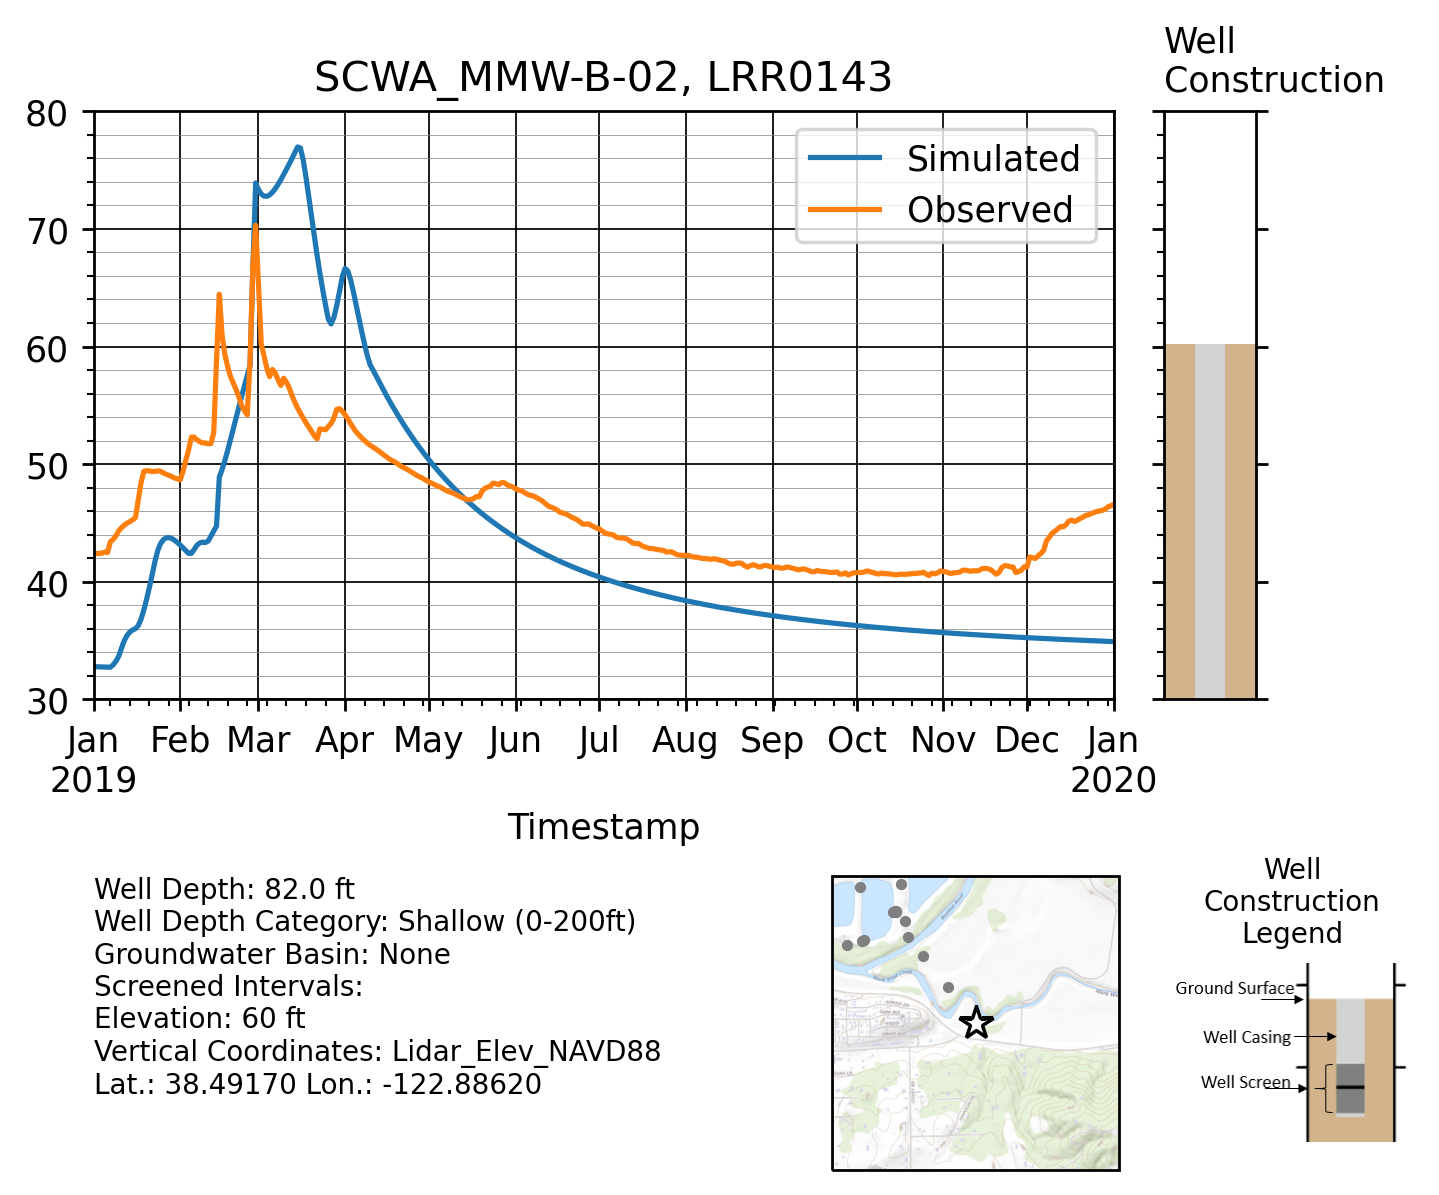 Well
Construction
SCWA_MMW-B-02, LRR0143
80
70
60
50
40
30
Simulated
Observed
Jan Feb Mar Apr May Jun Jul Aug Sep Oct Nov Dec Jan
2019 2020
Timestamp
Well Depth: 82.0 ft
Well Depth Category: Shallow (0-200ft)
Groundwater Basin: None
Screened Intervals:
Elevation: 60 ft
Vertical Coordinates: Lidar_Elev_NAVD88
Lat.: 38.49170 Lon.: -122.88620
Well
Construction
Legend
Ground Surface
Well Casing
Well Screen